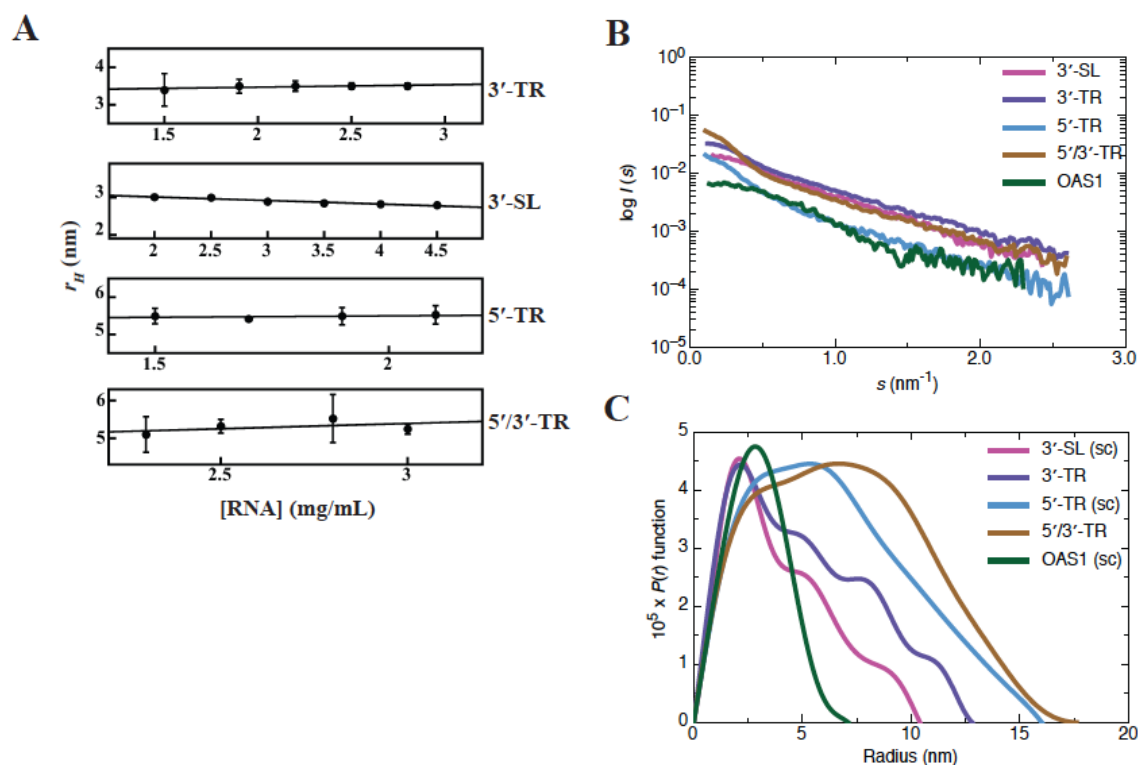 A
4
3
1.5 2 2.5 3
3′-TR
3
2
2 2.5 3 3.5 4 4.5
3′-SL
6
5
1.5 2
5′-TR
6
5
2.5 3
5′/3′-TR
r_H (nm)
[RNA] (mg/mL)
B
10⁰
10⁻¹
10⁻²
10⁻³
10⁻⁴
10⁻⁵
log I (s)
0.0 1.0 2.0 3.0
s (nm⁻¹)
3′-SL
3′-TR
5′-TR
5′/3′-TR
OAS1
C
5
4
3
2
1
0
10⁵ x P(r) function
0 5 10 15 20
Radius (nm)
3′-SL (sc)
3′-TR
5′-TR (sc)
5′/3′-TR
OAS1 (sc)